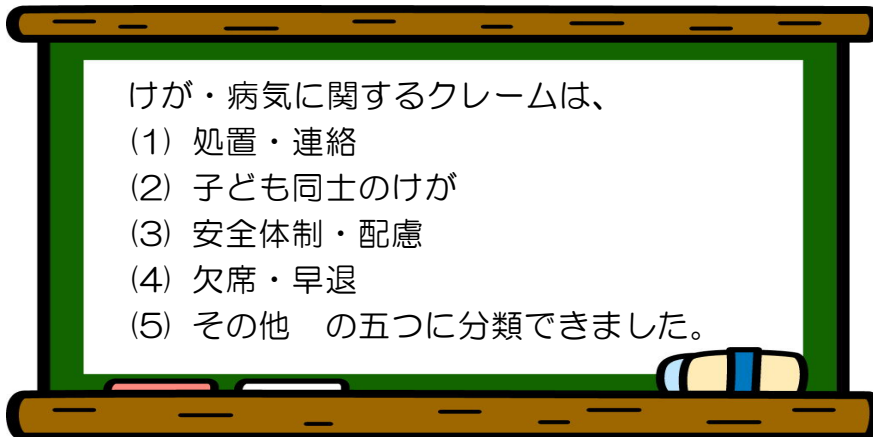 けが・病気に関するクレームは、
(1) 処置・連絡
(2) 子ども同士のけが
(3) 安全体制・配慮
(4) 欠席・早退
(5) その他　の五つに分類できました。